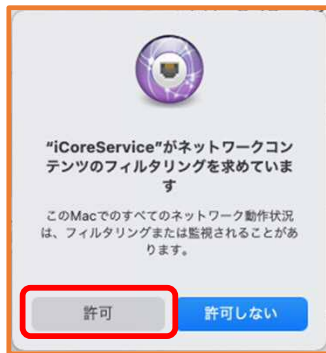 “iCoreService”がネットワークコン
テンツのフィルタリングを求めていま
す
このMacでのすべてのネットワーク動作状況
は、フィルタリングまたは監視されることがあ
ります。
許可
許可しない